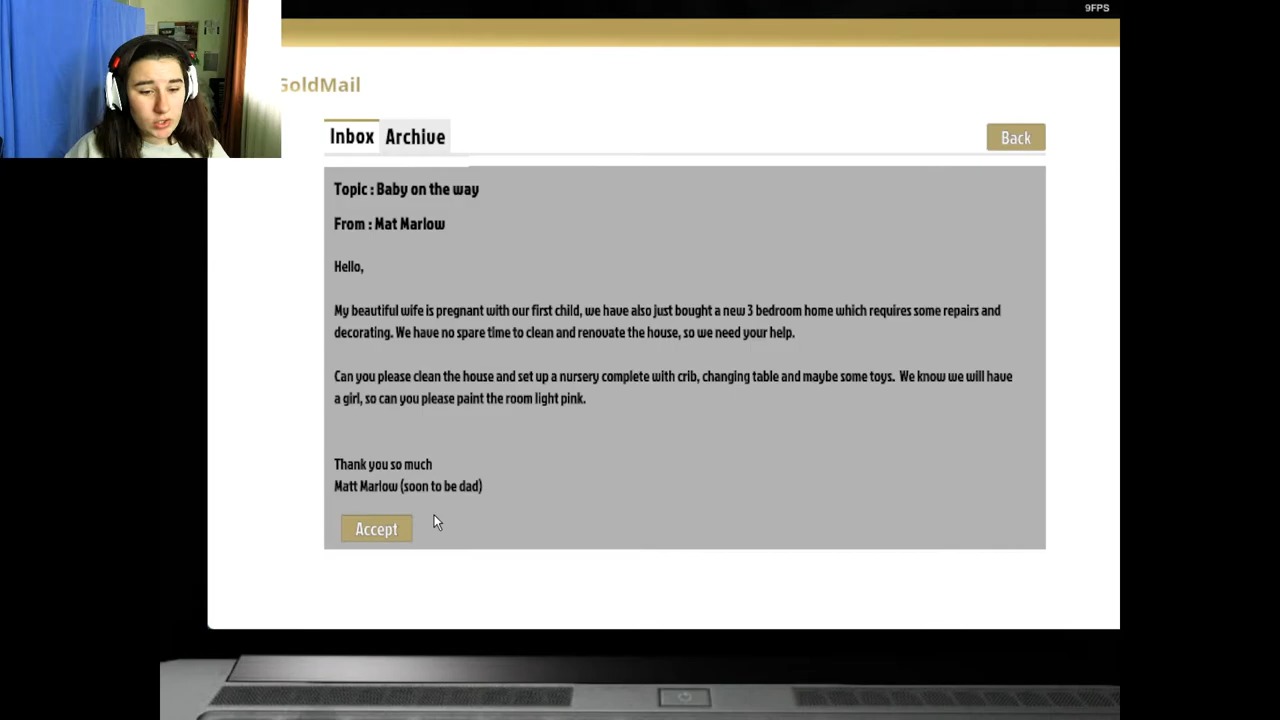 9FPS
GoldMail
Inbox Archive
Back
Topic : Baby on the way
From : Mat Marlow
Hello,
My beautiful wife is pregnant with our first child, we have also just bought a new 3 bedroom home which requires some repairs and
decorating. We have no spare time to clean and renovate the house, so we need your help.
Can you please clean the house and set up a nursery complete with crib, changing table and maybe some toys. We know we will have
a girl, so can you please paint the room light pink.
Thank you so much
Matt Marlow (soon to be dad)
Accept